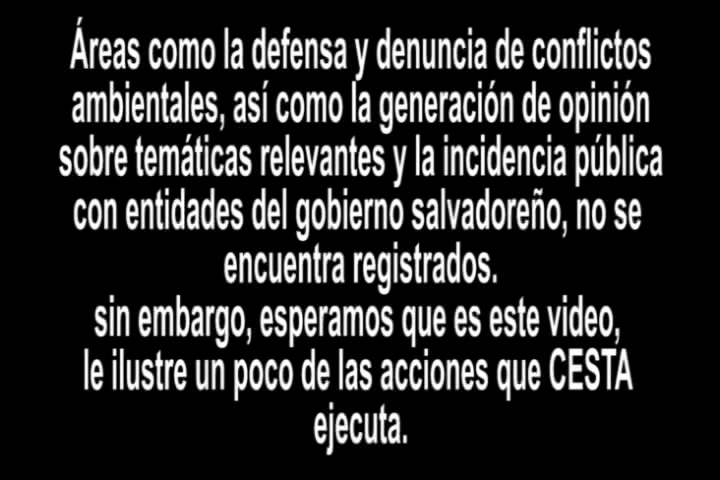 Áreas como la defensa y denuncia de conflictos
ambientales, así como la generación de opinión
sobre temáticas relevantes y la incidencia pública
con entidades del gobierno salvadoreño, no se
encuentra registrados.
sin embargo, esperamos que es este video,
le ilustre un poco de las acciones que CESTA
ejecuta.